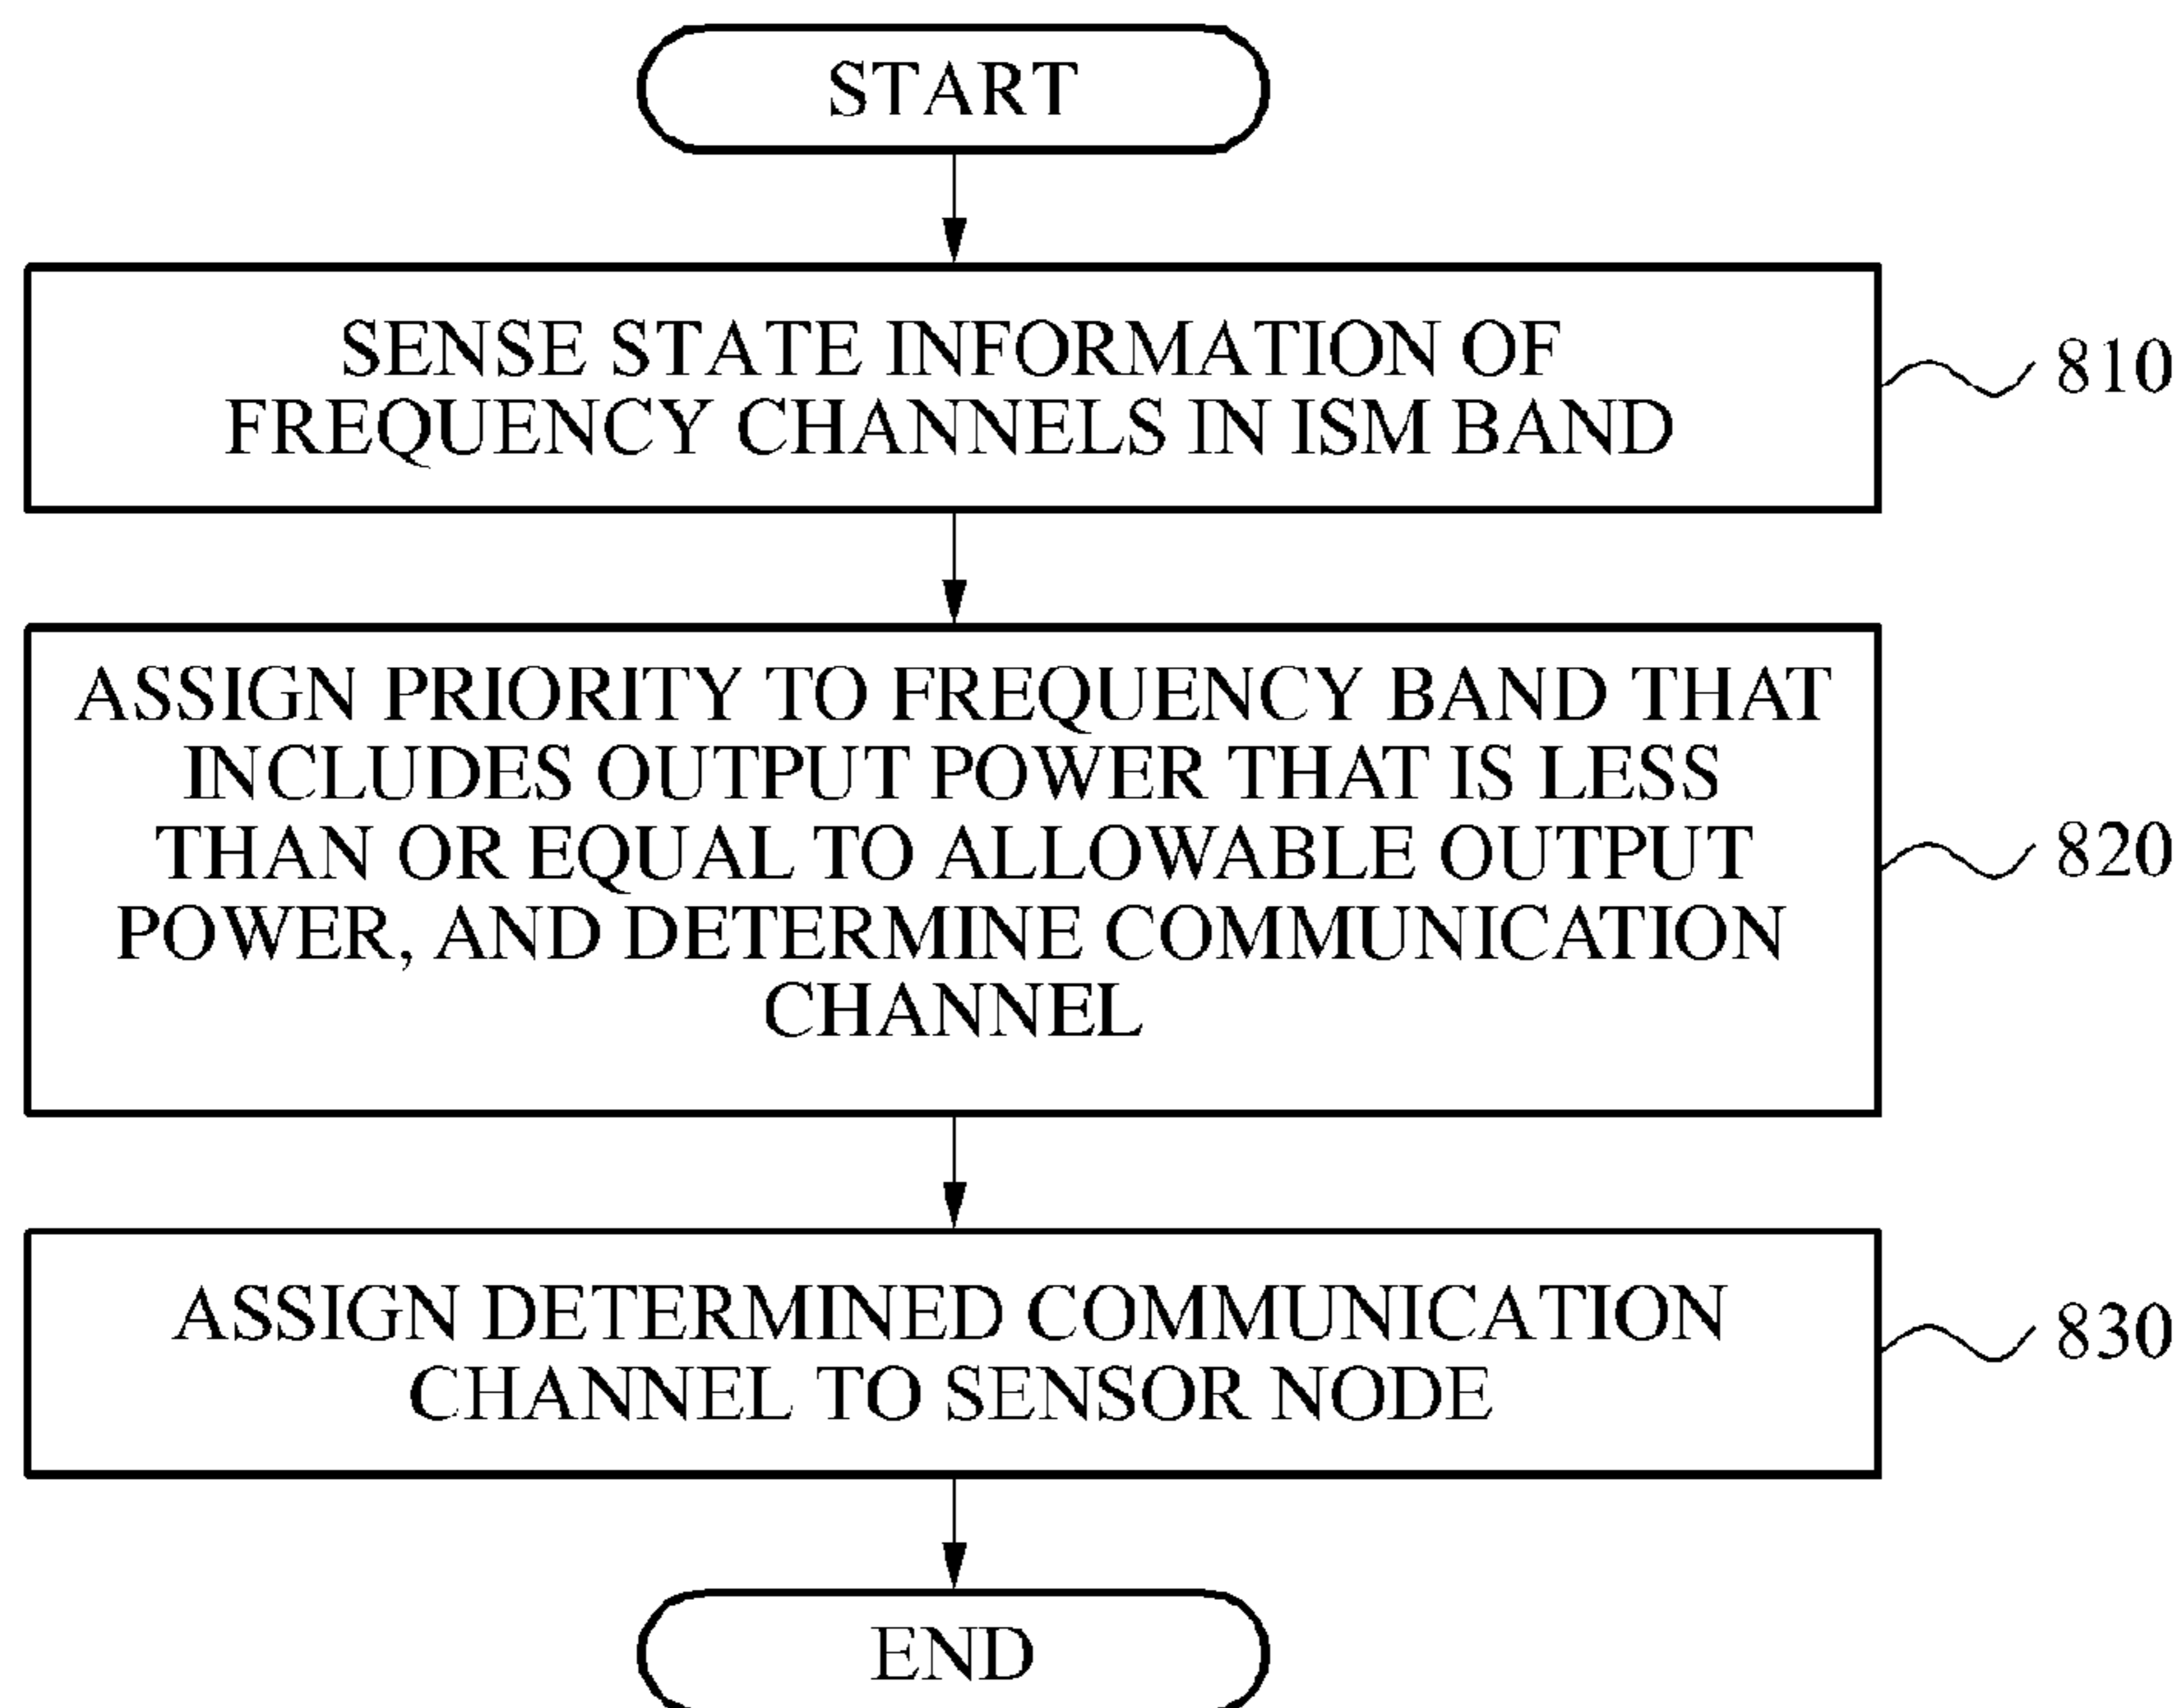 START
SENSE STATE INFORMATION OF
FREQUENCY CHANNELS IN ISM BAND
810
ASSIGN PRIORITY TO FREQUENCY BAND THAT
INCLUDES OUTPUT POWER THAT IS LESS
THAN OR EQUAL TO ALLOWABLE OUTPUT
POWER, AND DETERMINE COMMUNICATION
CHANNEL
820
ASSIGN DETERMINED COMMUNICATION
CHANNEL TO SENSOR NODE
830
END